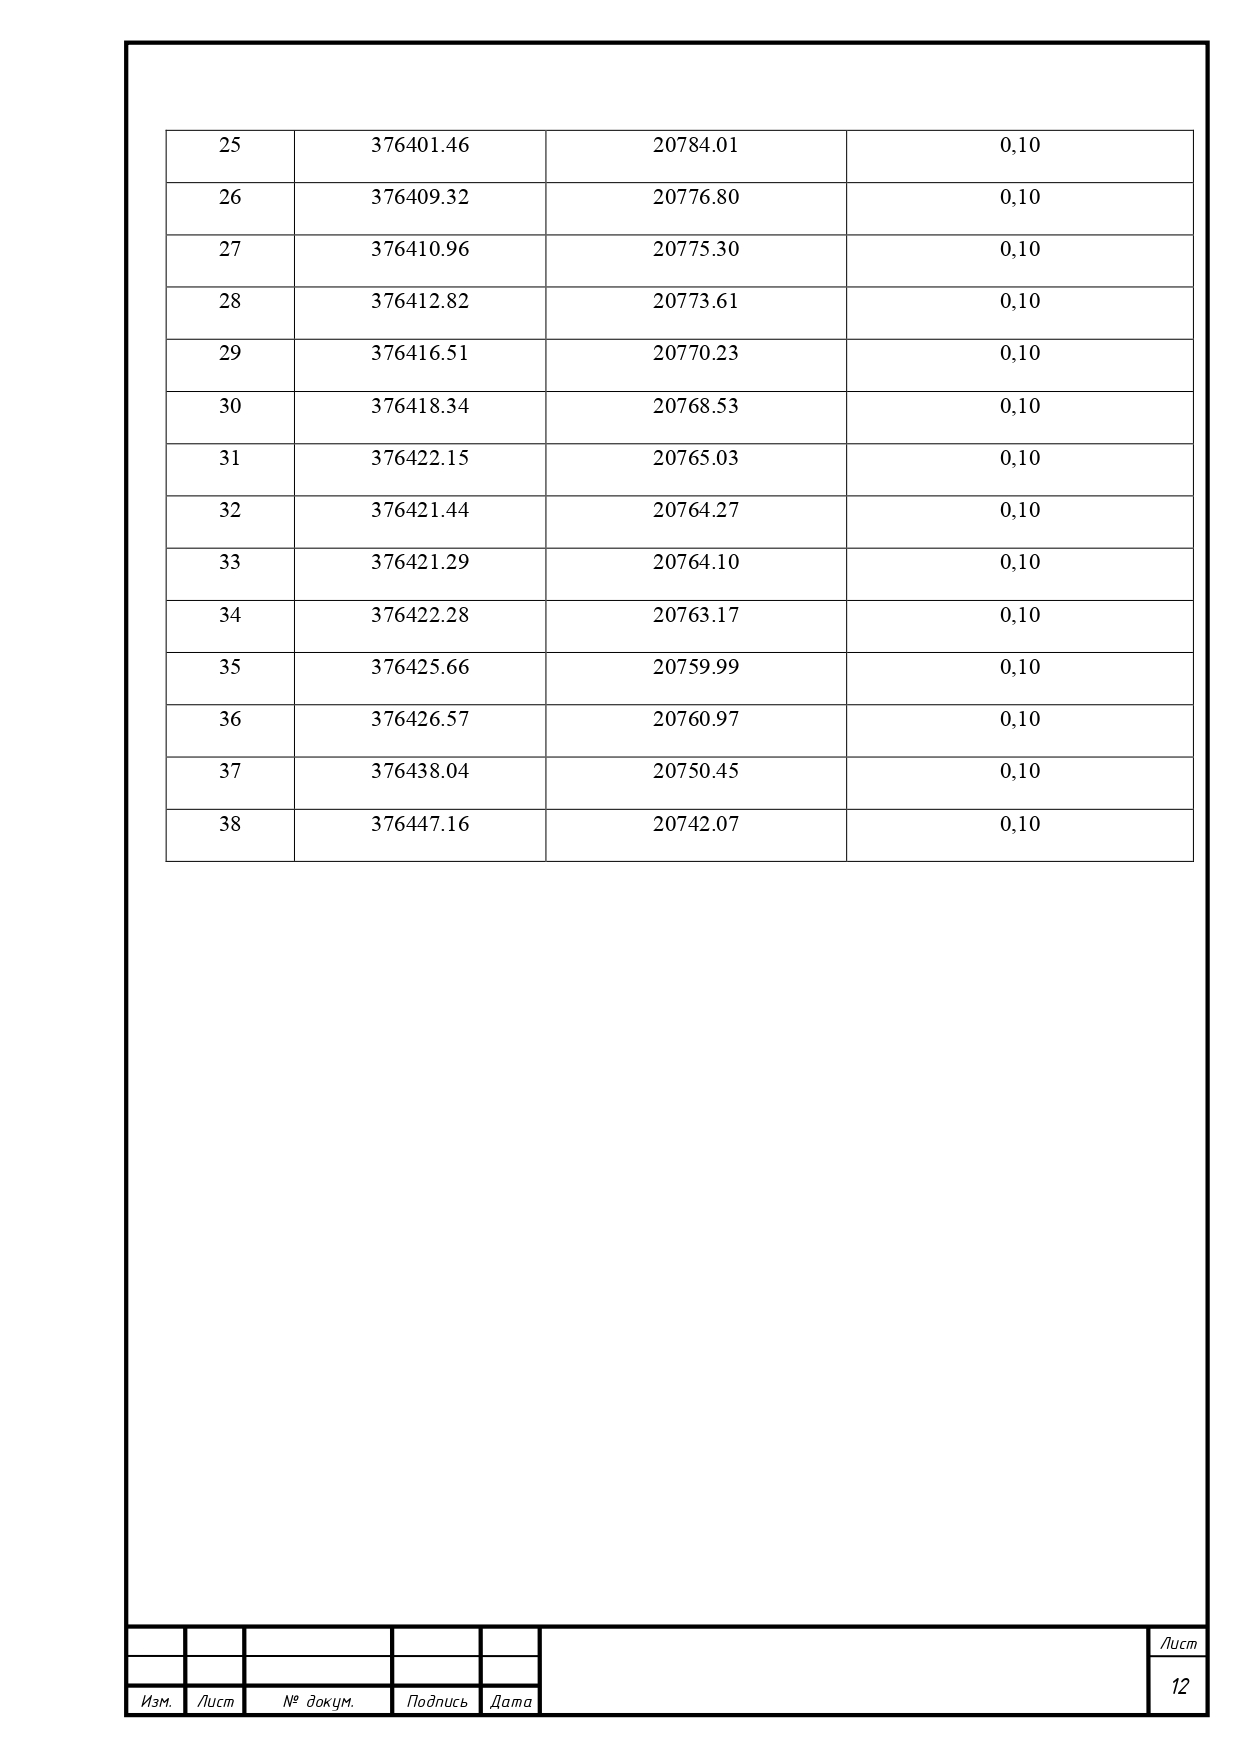 25 376401.46 20784.01 0,10
26 376409.32 20776.80 0,10
27 376410.96 20775.30 0,10
28 376412.82 20773.61 0,10
29 376416.51 20770.23 0,10
30 376418.34 20768.53 0,10
31 376422.15 20765.03 0,10
32 376421.44 20764.27 0,10
33 376421.29 20764.10 0,10
34 376422.28 20763.17 0,10
35 376425.66 20759.99 0,10
36 376426.57 20760.97 0,10
37 376438.04 20750.45 0,10
38 376447.16 20742.07 0,10
Лист
12
Изм. Лист № докум. Подпись Дата